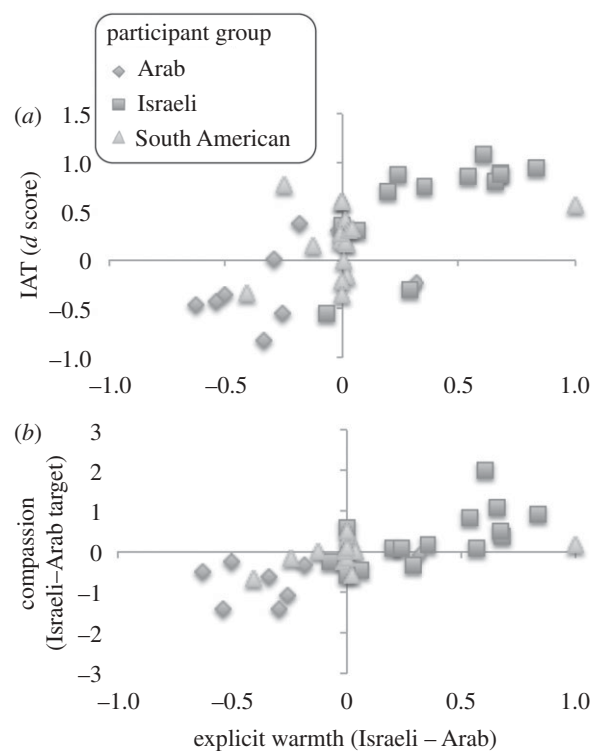 participant group
Arab
Israeli
South American
(a)
1.5
1.0
0.5
0
–0.5
–1.0
IAT (d score)
–1.0
–0.5
0
0.5
1.0
(b)
3
2
1
0
–1
–2
–3
compassion
(Israeli–Arab target)
–1.0
–0.5
0
0.5
1.0
explicit warmth (Israeli – Arab)